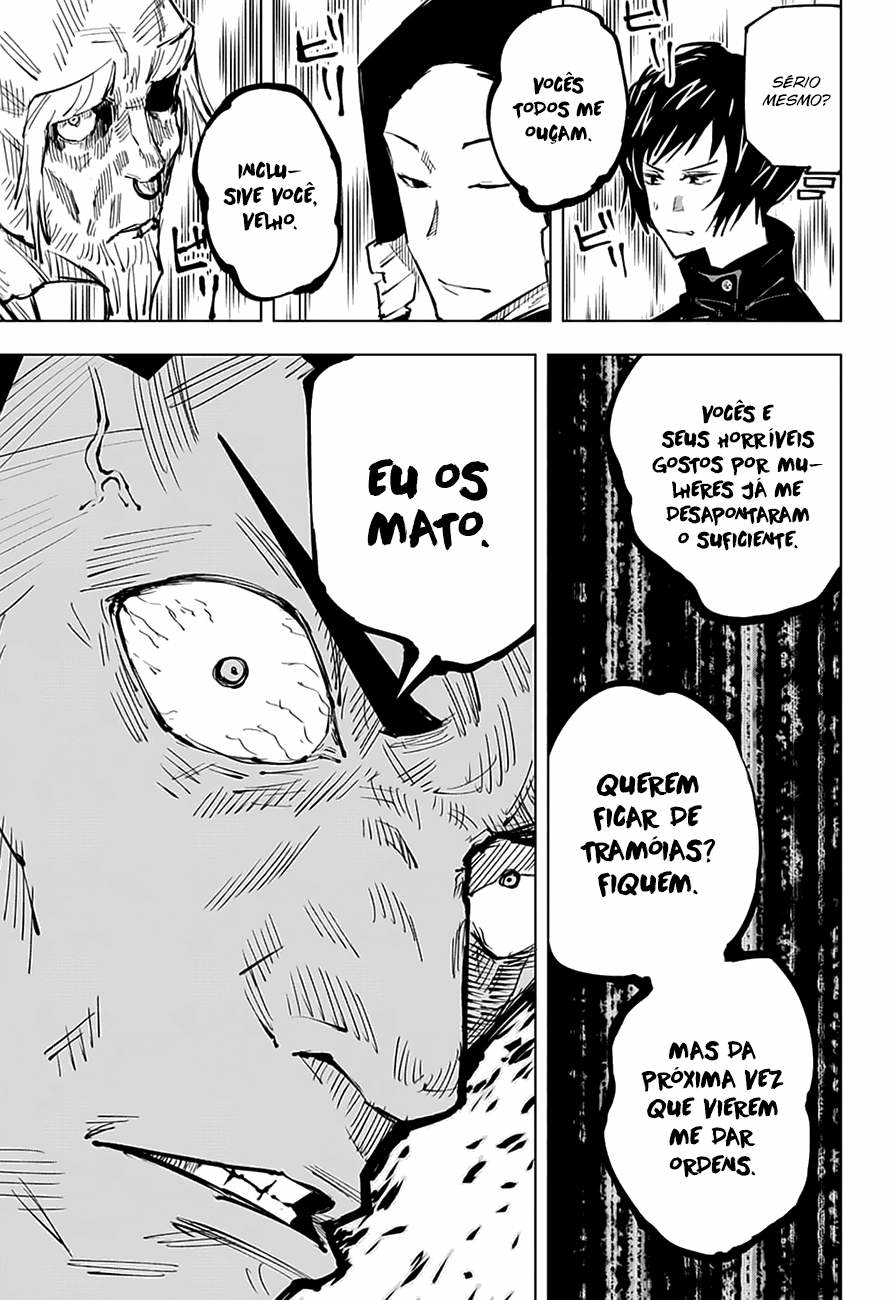 SÉRIO
MESMO?
VOCÊS
TODOS ME
OUÇAM.
INCLU-
SIVE VOCÊ,
VELHO.
VOCÊS E
SEUS HORRÍVEIS
GOSTOS POR MU-
LHERES JÁ ME
DESAPONTARAM
O SUFICIENTE.
QUEREM
FICAR DE
TRAMÓIAS?
FIQUEM.
MAS DA
PRÓXIMA VEZ
QUE VIEREM
ME DAR
ORDENS.
EU OS
MATO.